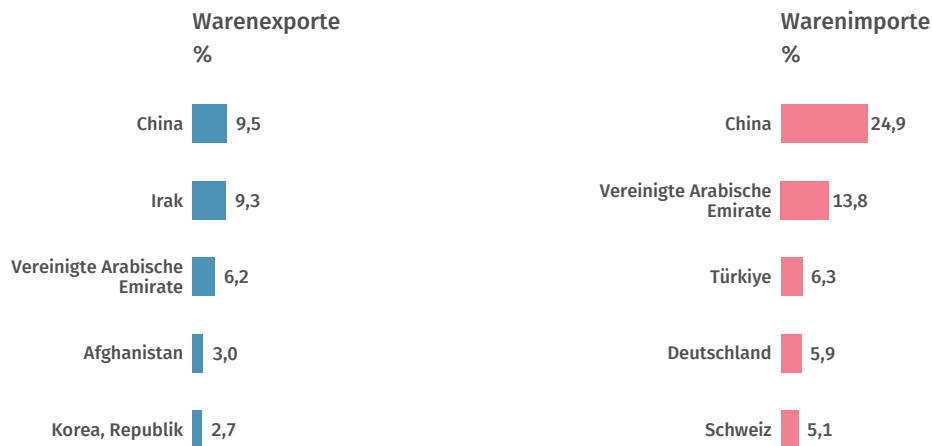 Warenexporte
%
China 9,5
Irak 9,3
Vereinigte Arabische
Emirate 6,2
Afghanistan 3,0
Korea, Republik 2,7
Warenimporte
%
China 24,9
Vereinigte Arabische
Emirate 13,8
Türkiye 6,3
Deutschland 5,9
Schweiz 5,1